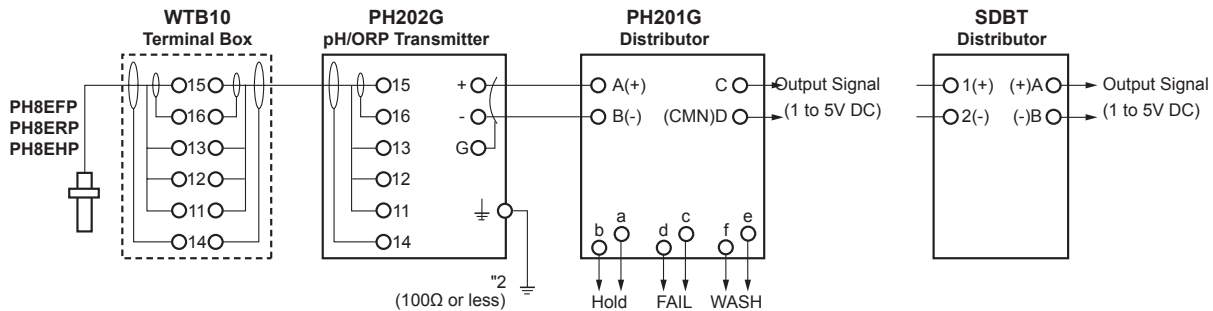 WTB10
Terminal Box
PH8EFP
PH8ERP
PH8EHP
15
16
13
12
11
14
PH202G
pH/ORP Transmitter
15
16
13
12
11
14
+
-
G
"2
(100Ω or less)
PH201G
Distributor
A(+)
B(-)
C
(CMN)D
Output Signal
(1 to 5V DC)
b
a
d
c
f
e
Hold
FAIL
WASH
SDBT
Distributor
1(+)
(+)A
2(-)
(-)B
Output Signal
(1 to 5V DC)